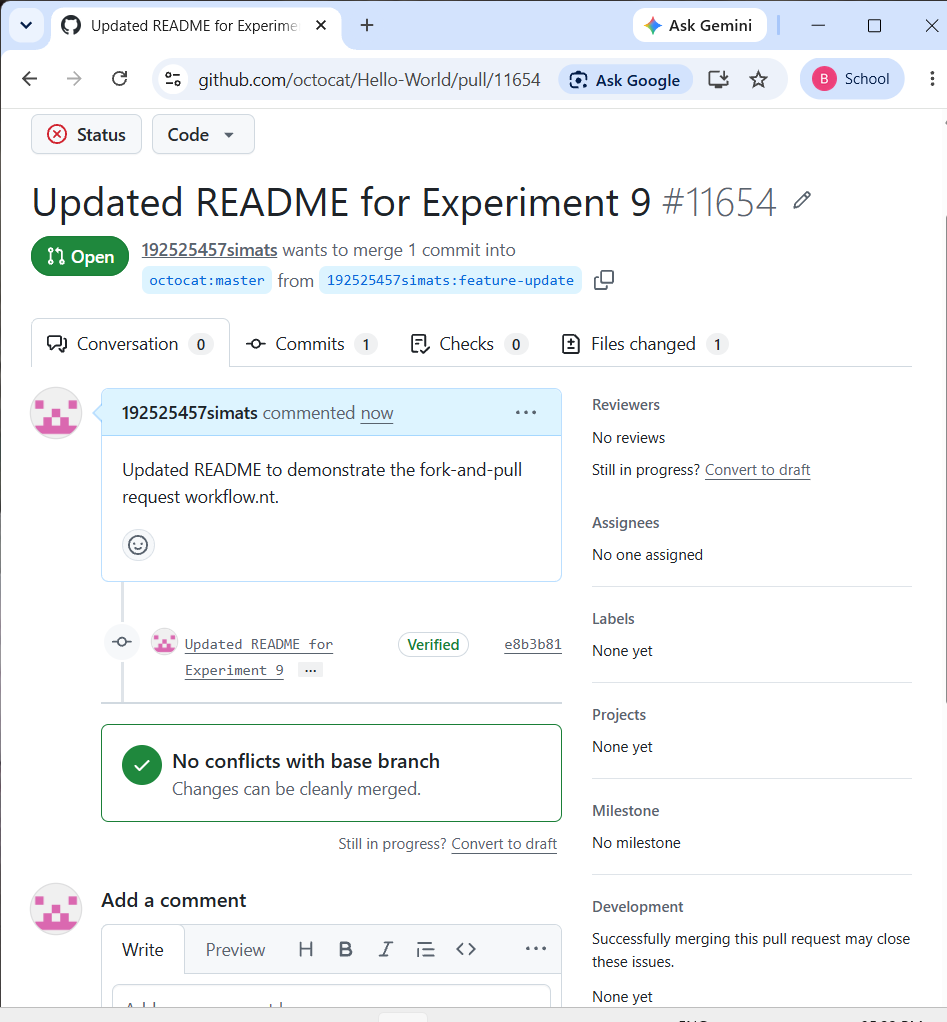 Updated README for Experime
Ask Gemini
github.com/octocat/Hello-World/pull/11654
Ask Google
B
School
Status
Code
Updated README for Experiment 9 #11654
Open
192525457simats wants to merge 1 commit into
octocat:master from 192525457simats:feature-update
Conversation 0
Commits 1
Checks 0
Files changed 1
192525457simats commented now
Updated README to demonstrate the fork-and-pull
request workflow.nt.
Updated README for
Experiment 9 ...
Verified
e8b3b81
No conflicts with base branch
Changes can be cleanly merged.
Still in progress? Convert to draft
Add a comment
Write
Preview
H B I
Reviewers
No reviews
Still in progress? Convert to draft
Assignees
No one assigned
Labels
None yet
Projects
None yet
Milestone
No milestone
Development
Successfully merging this pull request may close
these issues.
None yet